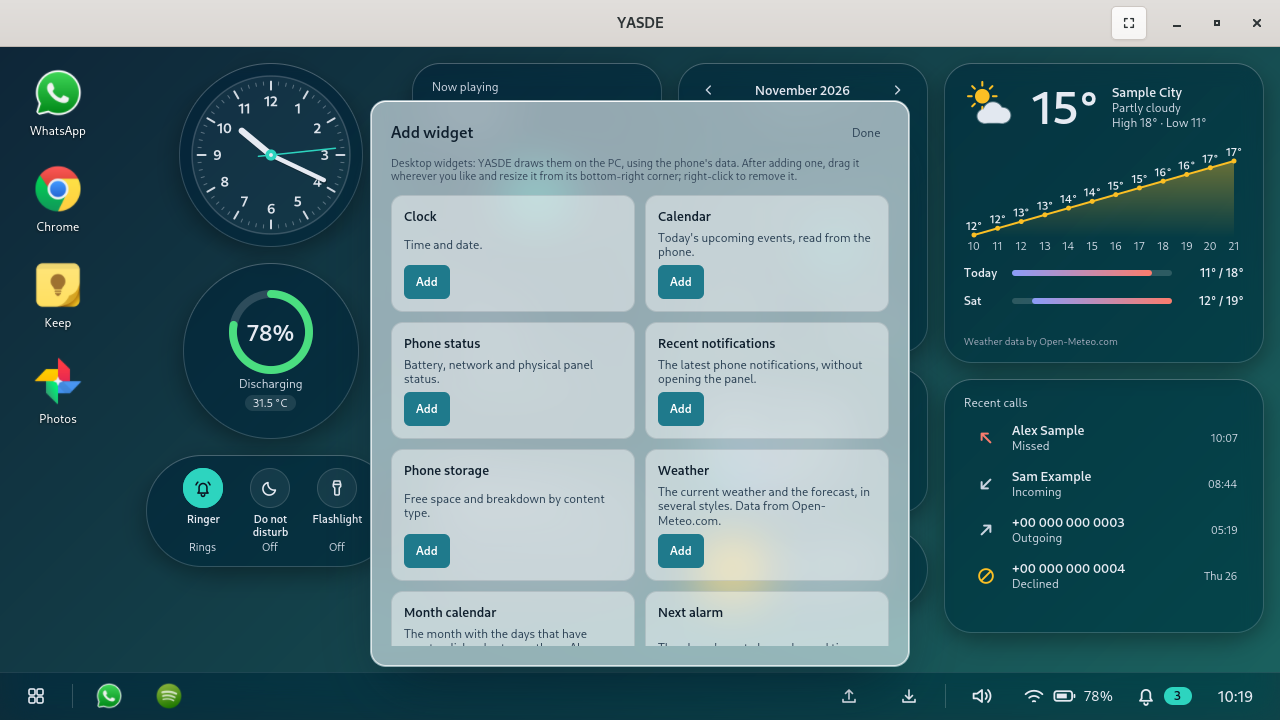 YASDE
WhatsApp
Chrome
Keep
Photos
12
1
2
3
4
5
6
7
8
9
10
11
78%
Discharging
31.5 °C
Ringer
Rings
Do not
disturb
Off
Flashlight
Off
Now playing
November 2026
Add widget
Done
Desktop widgets: YASDE draws them on the PC, using the phone's data. After adding one, drag it
wherever you like and resize it from its bottom-right corner; right-click to remove it.
Clock
Time and date.
Add
Calendar
Today's upcoming events, read from the
phone.
Add
Phone status
Battery, network and physical panel
status.
Add
Recent notifications
The latest phone notifications, without
opening the panel.
Add
Phone storage
Free space and breakdown by content
type.
Add
Weather
The current weather and the forecast, in
several styles. Data from Open-
Meteo.com.
Add
Month calendar
The month with the days that have
Next alarm
15°
Sample City
Partly cloudy
High 18° · Low 11°
12° 12° 13° 13° 14° 14° 15° 15° 16° 16° 17° 17°
10 11 12 13 14 15 16 17 18 19 20 21
Today 11° / 18°
Sat 12° / 19°
Weather data by Open-Meteo.com
Recent calls
Alex Sample
Missed
10:07
Sam Example
Incoming
08:44
+00 000 000 0003
Outgoing
05:19
+00 000 000 0004
Declined
Thu 26
78%
3
10:19